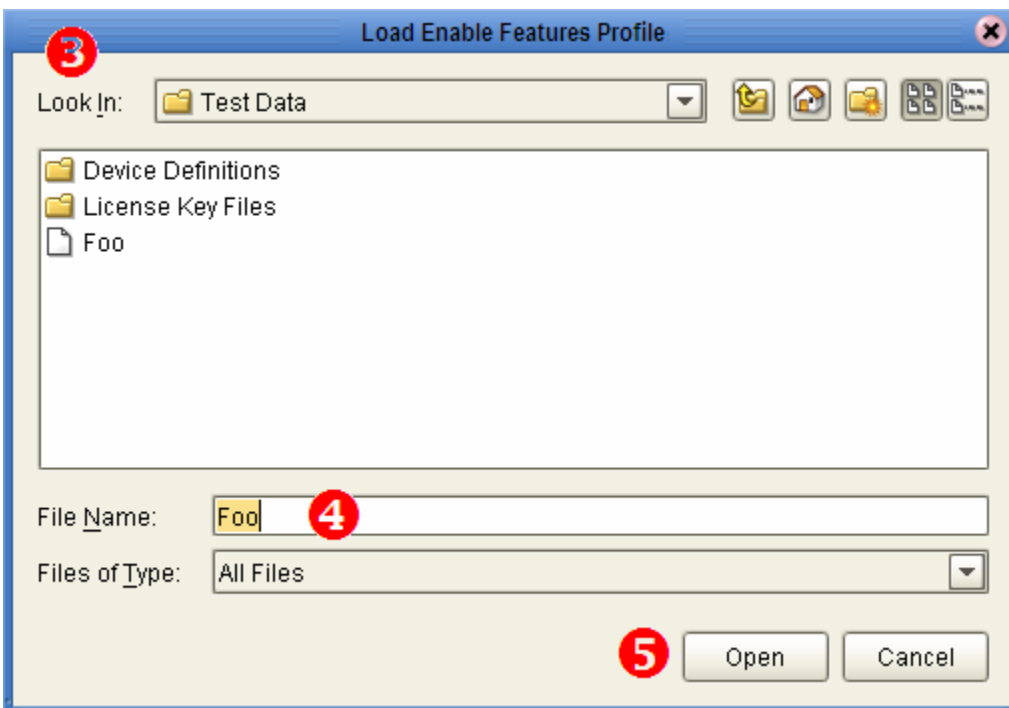 Load Enable Features Profile
3
Look In: Test Data
Device Definitions
License Key Files
Foo
File Name: Foo 4
Files of Type: All Files
5 Open Cancel